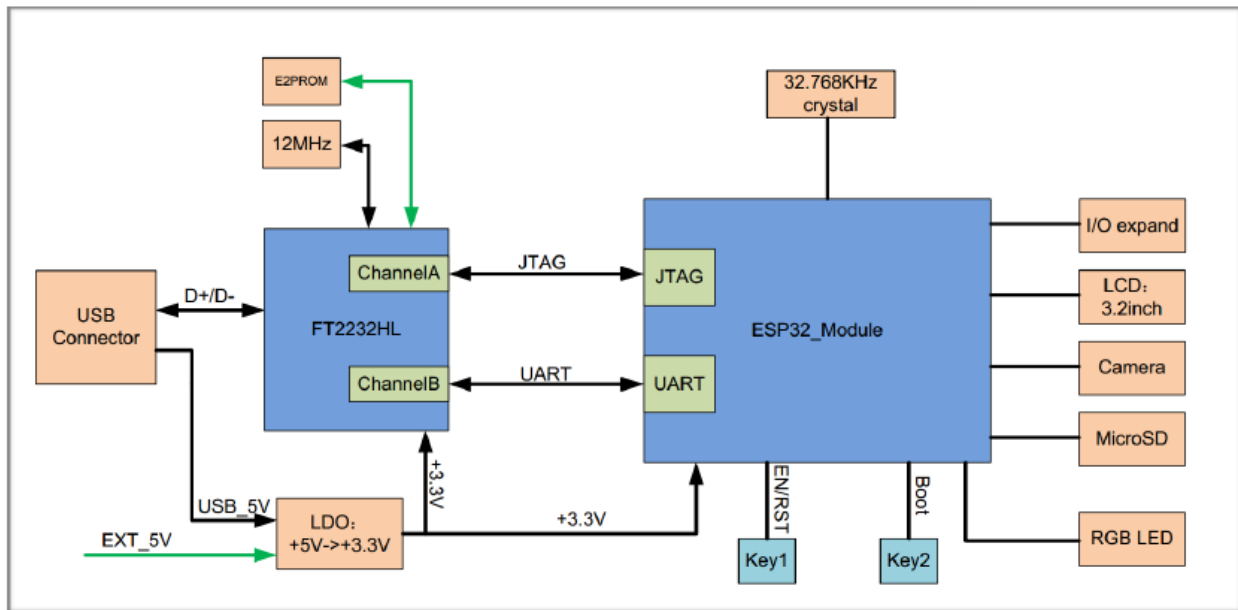 E2PROM
12MHz
32.768KHz
crystal
USB
Connector
D+/D-
FT2232HL
ChannelA
ChannelB
JTAG
UART
JTAG
UART
ESP32_Module
I/O expand
LCD：
3.2inch
Camera
MicroSD
RGB LED
USB_5V
EXT_5V
LDO：
+5V->+3.3V
+3.3V
+3.3V
EN/RST
Boot
Key1
Key2